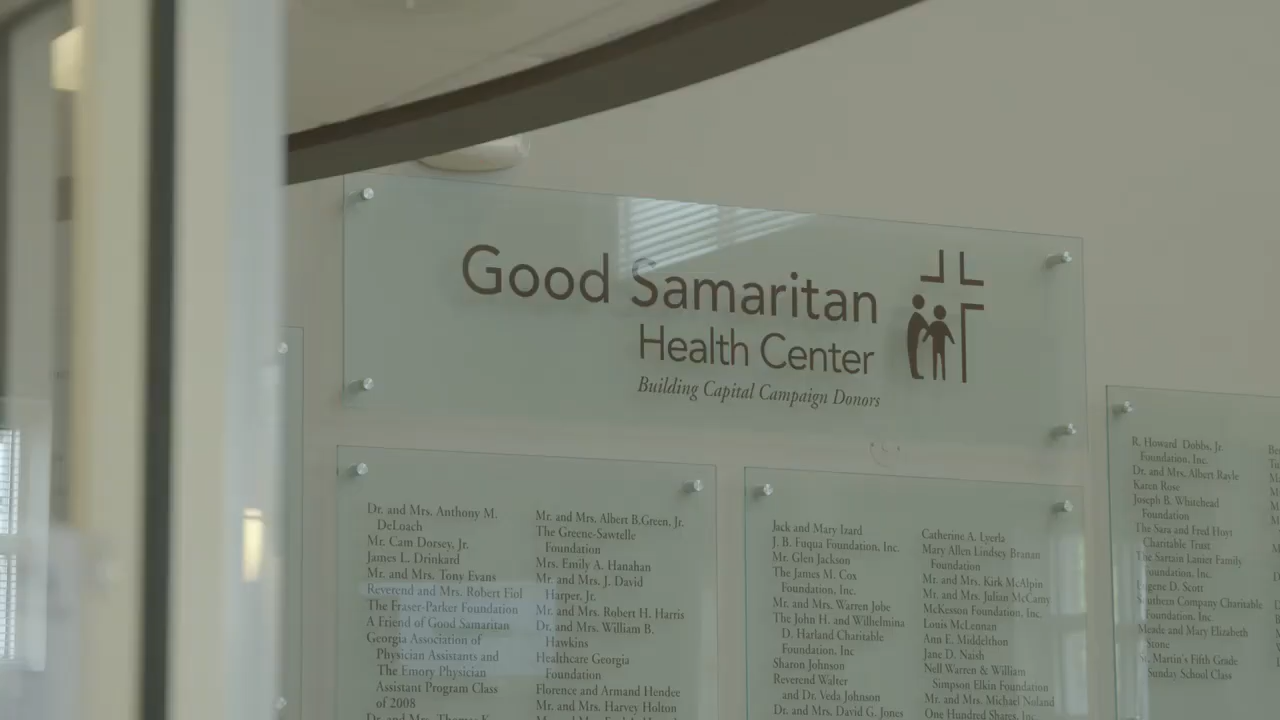 Good Samaritan
Health Center
Building Capital Campaign Donors
Dr. and Mrs. Anthony M.
DeLoach
Mr. Cam Dorsey, Jr.
James L. Drinkard
Mr. and Mrs. Tony Evans
Reverend and Mrs. Robert Fiol
The Fraser-Parker Foundation
A Friend of Good Samaritan
Georgia Association of
Physician Assistants and
The Emory Physician
Assistant Program Class
of 2008
Mr. and Mrs. Albert B.Green, Jr.
The Greene-Sawtelle
Foundation
Mrs. Emily A. Hanahan
Mr. and Mrs. J. David
Harper, Jr.
Mr. and Mrs. Robert H. Harris
Dr. and Mrs. William B.
Hawkins
Healthcare Georgia
Foundation
Florence and Armand Hendee
Mr. and Mrs. Harvey Holton
Jack and Mary Izard
J. B. Fuqua Foundation, Inc.
Mr. Glen Jackson
The James M. Cox
Foundation, Inc.
Mr. and Mrs. Warren Jobe
The John H. and Wilhelmina
D. Harland Charitable
Foundation, Inc
Sharon Johnson
Reverend Walter
and Dr. Veda Johnson
Dr. and Mrs. David G. Jones
Catherine A. Lyerla
Mary Allen Lindsey Branan
Foundation
Mr. and Mrs. Kirk McAlpin
Mr. and Mrs. Julian McCamy
McKesson Foundation, Inc.
Louis McLennan
Ann E. Middelthon
Jane D. Naish
Nell Warren & William
Simpson Elkin Foundation
Mr. and Mrs. Michael Noland
One Hundred Shares, Inc.
R. Howard Dobbs, Jr.
Foundation, Inc.
Dr. and Mrs. Albert Rayle
Karen Rose
Joseph B. Whitehead
Foundation
The Sara and Fred Hoyt
Charitable Trust
The Sartain Lanier Family
Foundation, Inc.
Eugene D. Scott
Southern Company Charitable
Foundation, Inc.
Meade and Mary Elizabeth
Stone
St. Martin's Fifth Grade
Sunday School Class